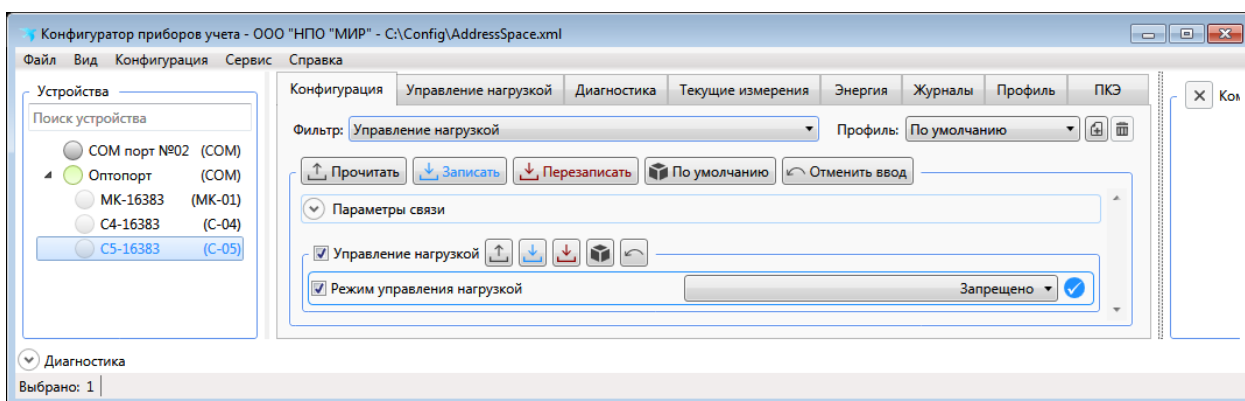 Конфигуратор приборов учета - ООО "НПО "МИР" - C:\Config\AddressSpace.xml
Файл Вид Конфигурация Сервис Справка
Устройства
Поиск устройства
COM порт №02 (COM)
Оптопорт (COM)
МК-16383 (МК-01)
С4-16383 (С-04)
С5-16383 (С-05)
Конфигурация Управление нагрузкой Диагностика Текущие измерения Энергия Журналы Профиль ПКЭ
Фильтр: Управление нагрузкой Профиль: По умолчанию
Прочитать Записать Перезаписать По умолчанию Отменить ввод
Параметры связи
Управление нагрузкой
Режим управления нагрузкой Запрещено
Диагностика
Выбрано: 1